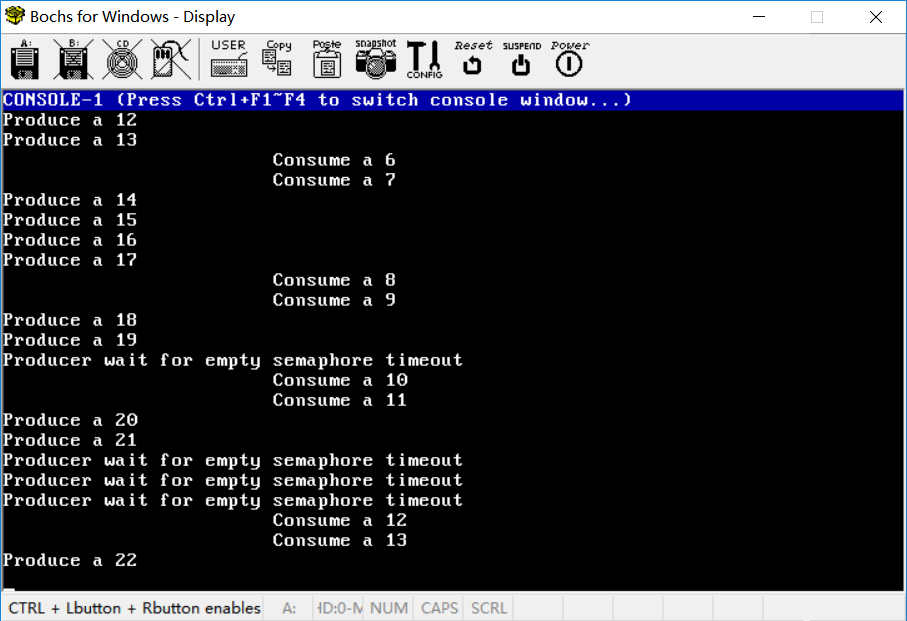 Bochs for Windows - Display
A: B: CD USER Copy Paste snapshot CONFIG Reset SUSPEND Power
CONSOLE-1 (Press Ctrl+F1~F4 to switch console window...)
Produce a 12
Produce a 13
Consume a 6
Consume a 7
Produce a 14
Produce a 15
Produce a 16
Produce a 17
Consume a 8
Consume a 9
Produce a 18
Produce a 19
Producer wait for empty semaphore timeout
Consume a 10
Consume a 11
Produce a 20
Produce a 21
Producer wait for empty semaphore timeout
Producer wait for empty semaphore timeout
Producer wait for empty semaphore timeout
Consume a 12
Consume a 13
Produce a 22
CTRL + Lbutton + Rbutton enables A: HD:0-M NUM CAPS SCRL